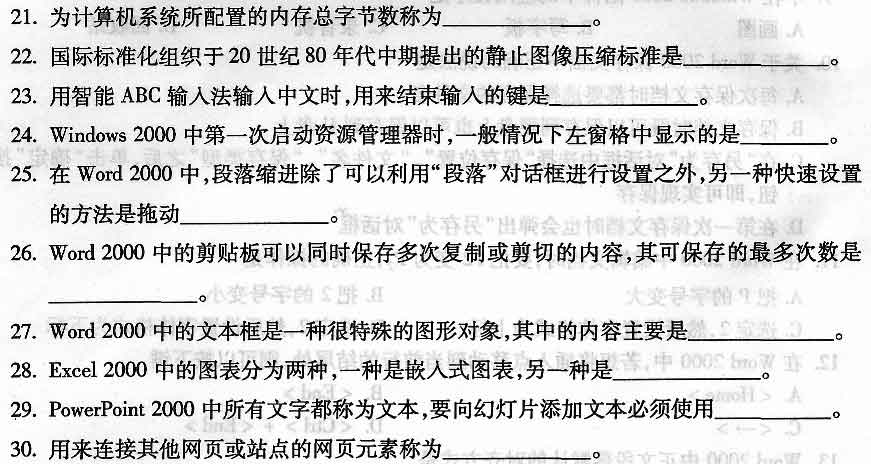 21. 为计算机系统所配置的内存总字节数称为____________。
22. 国际标准化组织于 20 世纪 80 年代中期提出的静止图像压缩标准是____________。
23. 用智能 ABC 输入法输入中文时,用来结束输入的键是____________。
24. Windows 2000 中第一次启动资源管理器时,一般情况下左窗格中显示的是________。
25. 在 Word 2000 中,段落缩进除了可以利用“段落”对话框进行设置之外,另一种快速设置
的方法是拖动____________。
26. Word 2000 中的剪贴板可以同时保存多次复制或剪切的内容,其可保存的最多次数是
____________。
27. Word 2000 中的文本框是一种很特殊的图形对象,其中的内容主要是____________。
28. Excel 2000 中的图表分为两种,一种是嵌入式图表,另一种是____________。
29. PowerPoint 2000 中所有文字都称为文本,要向幻灯片添加文本必须使用__________。
30. 用来连接其他网页或站点的网页元素称为____________。